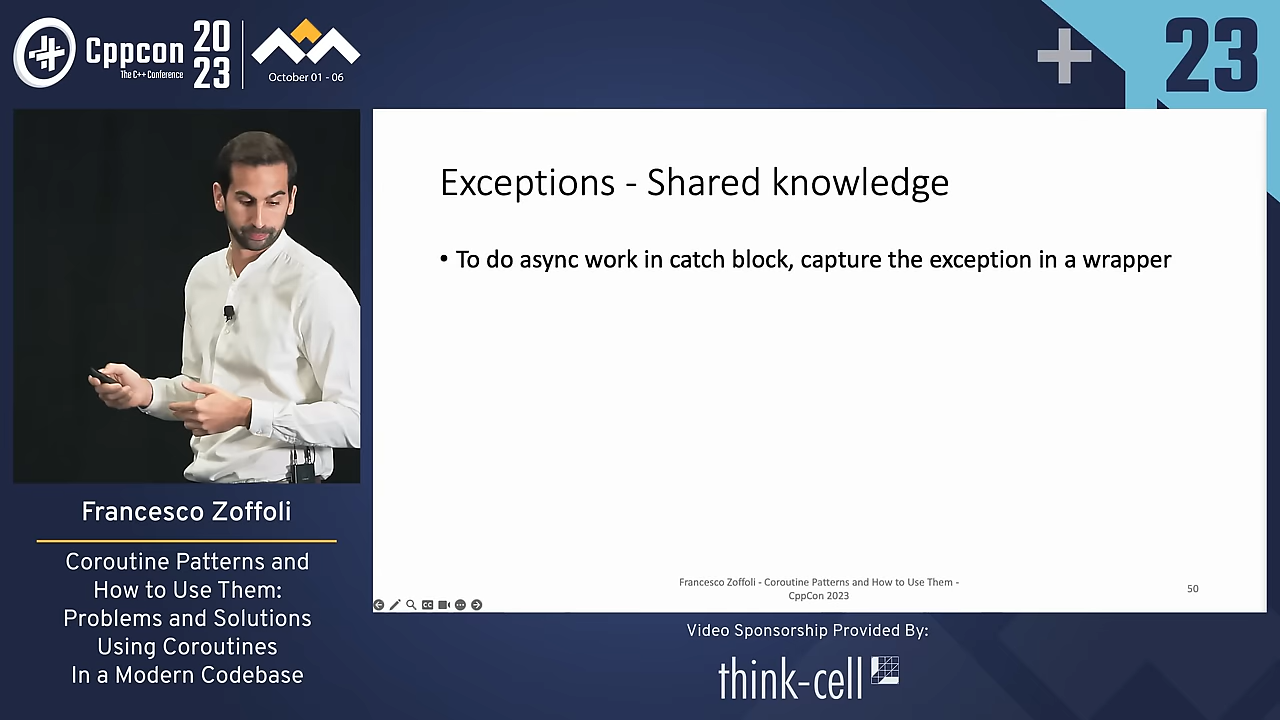 Cppcon
The C++ Conference
20
23
October 01 - 06
23
Exceptions - Shared knowledge
• To do async work in catch block, capture the exception in a wrapper
Francesco Zoffoli - Coroutine Patterns and How to Use Them -
CppCon 2023
50
CC
Francesco Zoffoli
Coroutine Patterns and
How to Use Them:
Problems and Solutions
Using Coroutines
In a Modern Codebase
Video Sponsorship Provided By:
think-cell